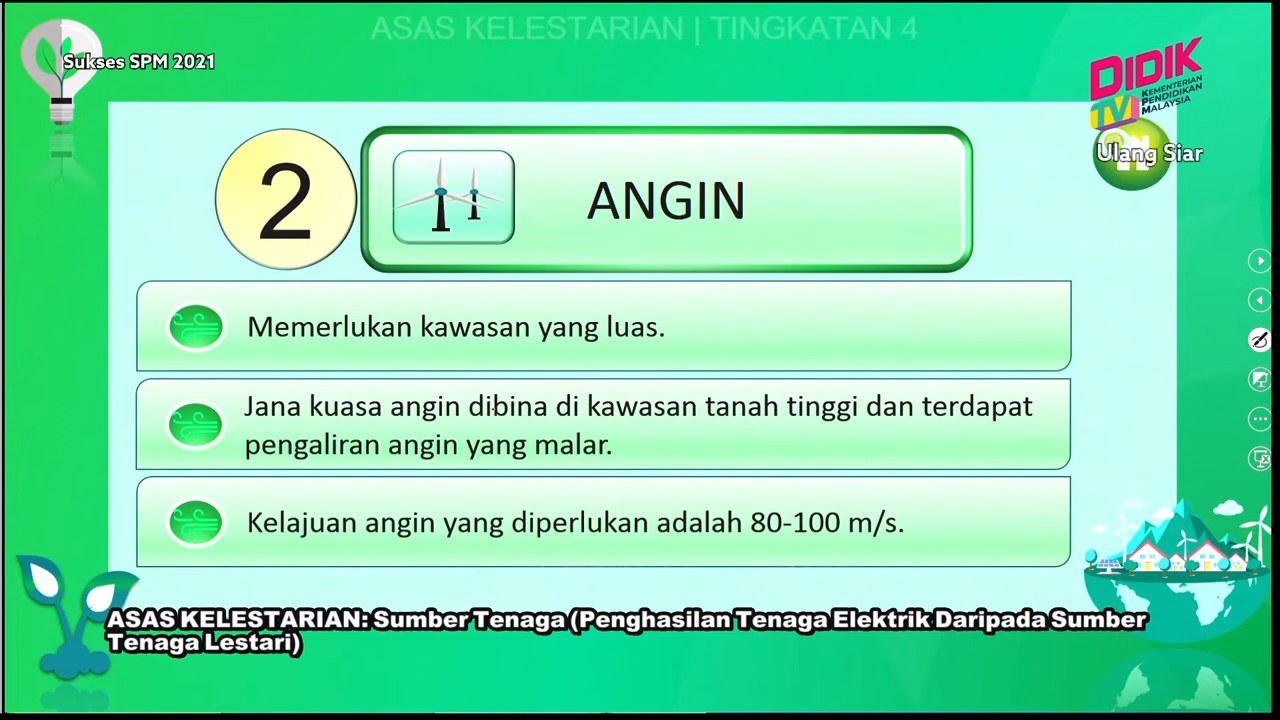 ASAS KELESTARIAN | TINGKATAN 4
Sukses SPM 2021
DIDIK
TV
KEMENTERIAN
PENDIDIKAN
MALAYSIA
Ulang Siar
2
ANGIN
Memerlukan kawasan yang luas.
Jana kuasa angin dibina di kawasan tanah tinggi dan terdapat
pengaliran angin yang malar.
Kelajuan angin yang diperlukan adalah 80-100 m/s.
ASAS KELESTARIAN: Sumber Tenaga (Penghasilan Tenaga Elektrik Daripada Sumber
Tenaga Lestari)